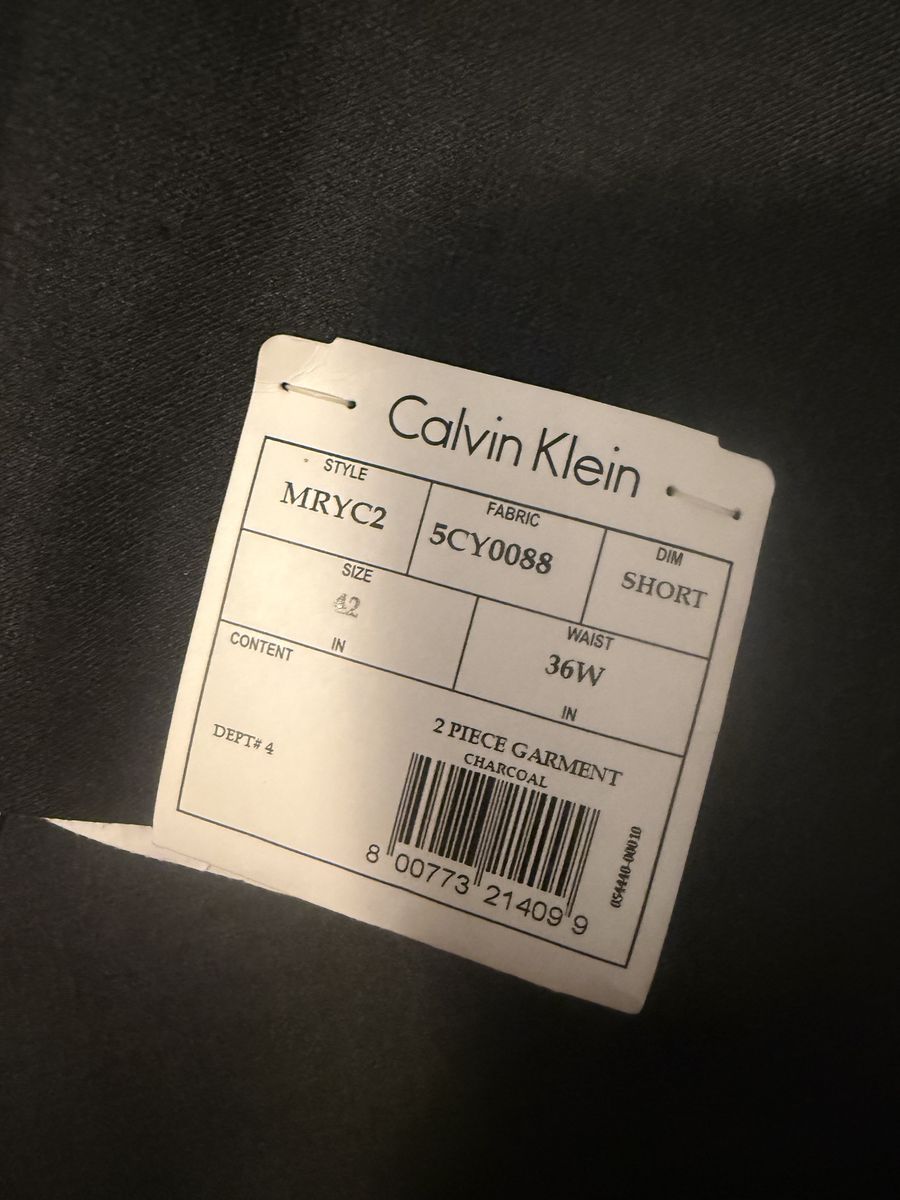 Calvin Klein
STYLE
MRYC2
FABRIC
5CY0088
DIM
SHORT
SIZE
42
IN
WAIST
36W
IN
CONTENT
DEPT# 4
2 PIECE GARMENT
CHARCOAL
8 00773 21409 9
054440-00010